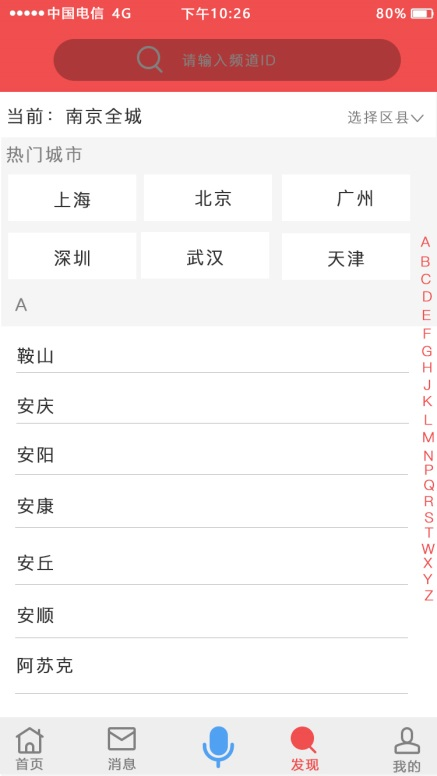 中国电信 4G 下午10:26 80%
请输入频道ID
当前：南京全城 选择区县
热门城市
上海 北京 广州
深圳 武汉 天津
A
鞍山
安庆
安阳
安康
安丘
安顺
阿苏克
A
B
C
D
E
F
G
H
J
K
L
M
N
P
Q
R
S
T
W
X
Y
Z
首页 消息 发现 我的